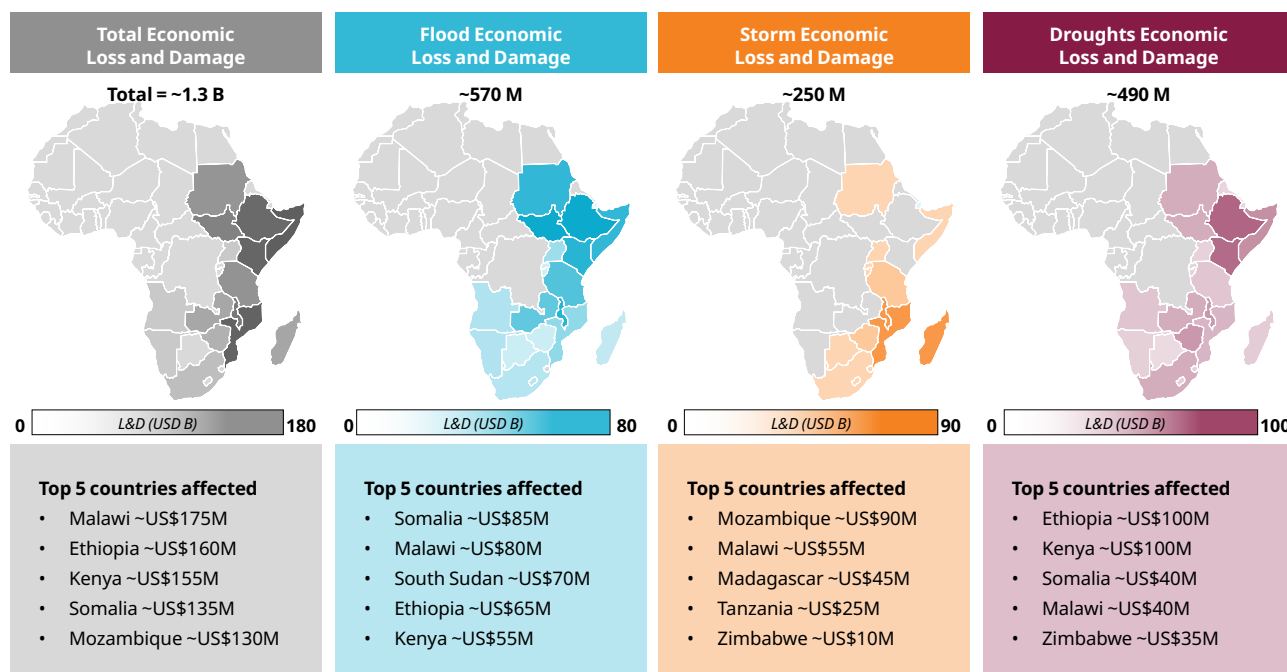 Total Economic
Loss and Damage
Total = ~1.3 B
0
L&D (USD B)
180
Top 5 countries affected
• Malawi ~US$175M
• Ethiopia ~US$160M
• Kenya ~US$155M
• Somalia ~US$135M
• Mozambique ~US$130M
Flood Economic
Loss and Damage
~570 M
0
L&D (USD B)
80
Top 5 countries affected
• Somalia ~US$85M
• Malawi ~US$80M
• South Sudan ~US$70M
• Ethiopia ~US$65M
• Kenya ~US$55M
Storm Economic
Loss and Damage
~250 M
0
L&D (USD B)
90
Top 5 countries affected
• Mozambique ~US$90M
• Malawi ~US$55M
• Madagascar ~US$45M
• Tanzania ~US$25M
• Zimbabwe ~US$10M
Droughts Economic
Loss and Damage
~490 M
0
L&D (USD B)
100
Top 5 countries affected
• Ethiopia ~US$100M
• Kenya ~US$100M
• Somalia ~US$40M
• Malawi ~US$40M
• Zimbabwe ~US$35M